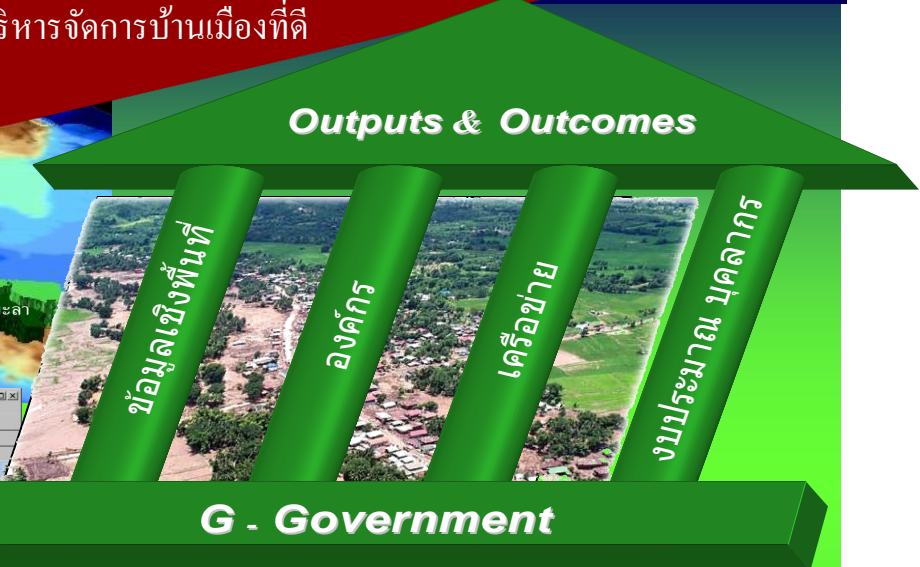 ริหารจัดการบ้านเมืองที่ดี
Outputs & Outcomes
ข้อมูลเชิงพื้นที่
องค์กร
เครือข่าย
งบประมาณ บุคลากร
ะลา
G - Government